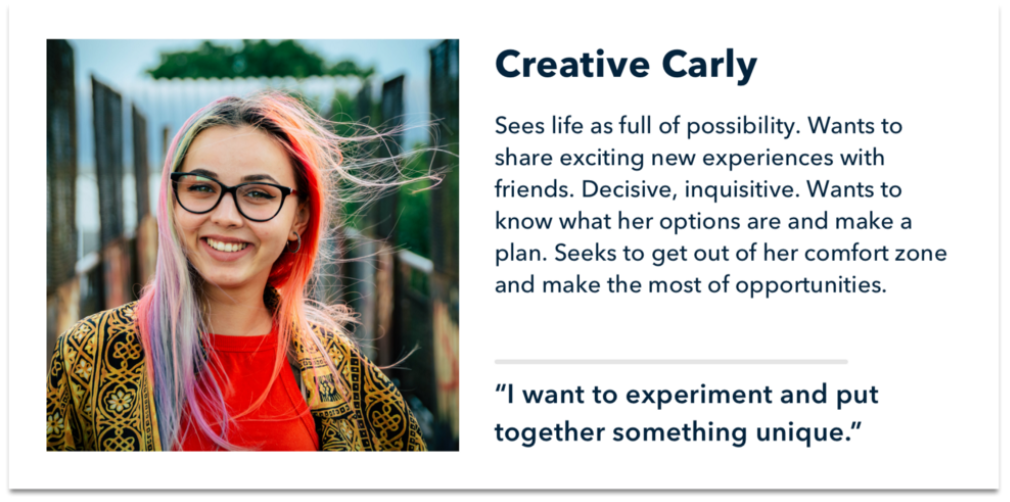 Creative Carly
Sees life as full of possibility. Wants to
share exciting new experiences with
friends. Decisive, inquisitive. Wants to
know what her options are and make a
plan. Seeks to get out of her comfort zone
and make the most of opportunities.
“I want to experiment and put
together something unique.”